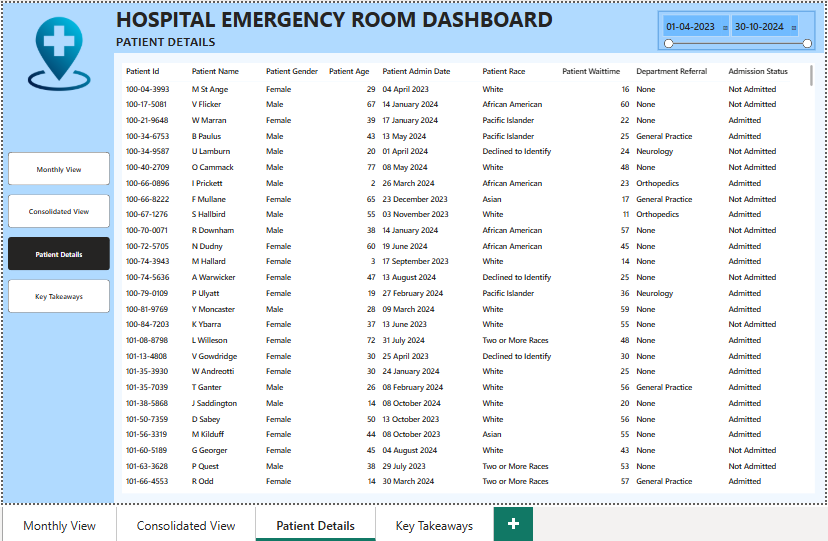 HOSPITAL EMERGENCY ROOM DASHBOARD
PATIENT DETAILS
01-04-2023 30-10-2024
Monthly View
Consolidated View
Patient Details
Key Takeaways
Patient Id Patient Name Patient Gender Patient Age Patient Admin Date Patient Race Patient Waittime Department Referral Admission Status
100-04-3993 M St Ange Female 29 04 April 2023 White 16 None Not Admitted
100-17-5081 V Flicker Male 67 14 January 2024 African American 60 None Not Admitted
100-21-9648 W Marran Female 39 17 January 2024 Pacific Islander 22 None Admitted
100-34-6753 B Paulus Male 43 13 May 2024 Pacific Islander 25 General Practice Admitted
100-34-9587 U Lamburn Male 20 01 April 2024 Declined to Identify 24 Neurology Not Admitted
100-40-2709 O Cammack Male 77 08 May 2024 White 48 None Not Admitted
100-66-0896 I Prickett Male 2 26 March 2024 African American 23 Orthopedics Admitted
100-66-8222 F Mullane Female 65 23 December 2023 Asian 17 General Practice Not Admitted
100-67-1276 S Hallbird Male 55 03 November 2023 White 11 Orthopedics Admitted
100-70-0071 R Downham Male 38 14 January 2024 African American 57 None Not Admitted
100-72-5705 N Dudny Female 60 19 June 2024 African American 45 None Admitted
100-74-3943 M Hallard Female 3 17 September 2023 White 14 None Admitted
100-74-5636 A Warwicker Female 47 13 August 2024 Declined to Identify 25 None Not Admitted
100-79-0109 P Ulyatt Female 19 27 February 2024 Pacific Islander 36 Neurology Admitted
100-81-9769 Y Moncaster Male 28 09 March 2024 White 59 None Admitted
100-84-7203 K Ybarra Female 37 13 June 2023 White 55 None Not Admitted
101-08-8798 L Willeson Female 72 31 July 2024 Two or More Races 48 None Admitted
101-13-4808 V Gowdridge Female 30 25 April 2023 Declined to Identify 30 None Not Admitted
101-35-3930 W Andreotti Female 30 24 January 2024 White 25 None Admitted
101-35-7039 T Ganter Male 26 08 February 2024 White 56 General Practice Admitted
101-38-5868 J Saddington Male 14 08 October 2024 White 20 None Admitted
101-50-7359 D Sabey Female 50 13 October 2023 White 56 None Admitted
101-56-3319 M Kilduff Female 44 08 October 2023 Asian 55 None Admitted
101-60-5189 G Georger Female 45 04 August 2024 White 43 None Not Admitted
101-63-3628 P Quest Male 38 29 July 2023 Two or More Races 53 None Not Admitted
101-66-4553 R Odd Female 14 30 March 2024 Two or More Races 57 General Practice Admitted
Monthly View Consolidated View Patient Details Key Takeaways +